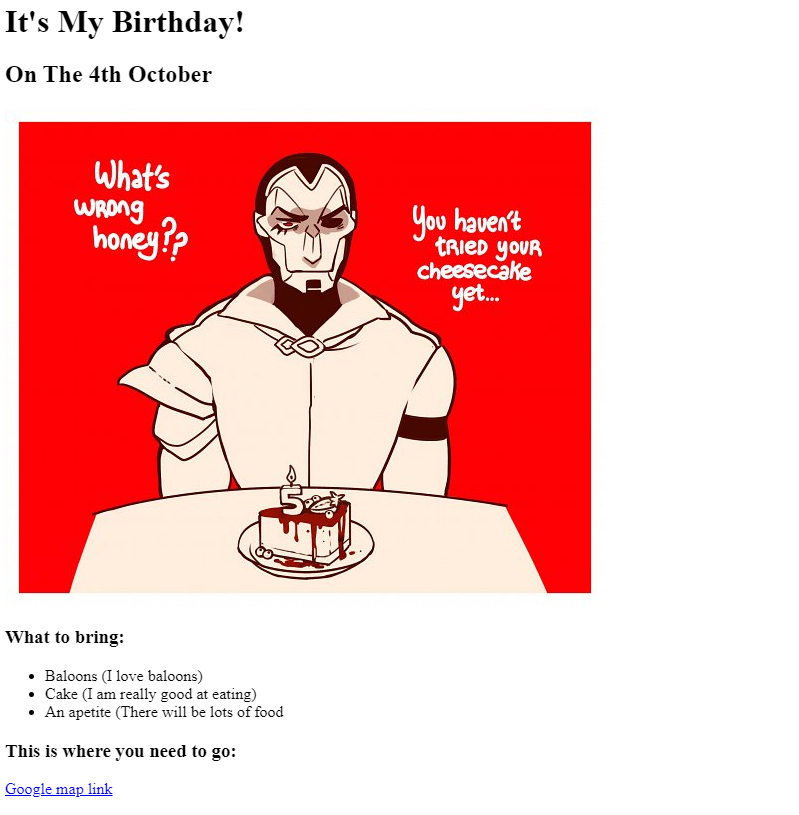 It's My Birthday!
On The 4th October
What's
wrong
honey??
You haven't
tried your
cheesecake
yet...
5
What to bring:
Baloons (I love baloons)
Cake (I am really good at eating)
An apetite (There will be lots of food
This is where you need to go:
Google map link